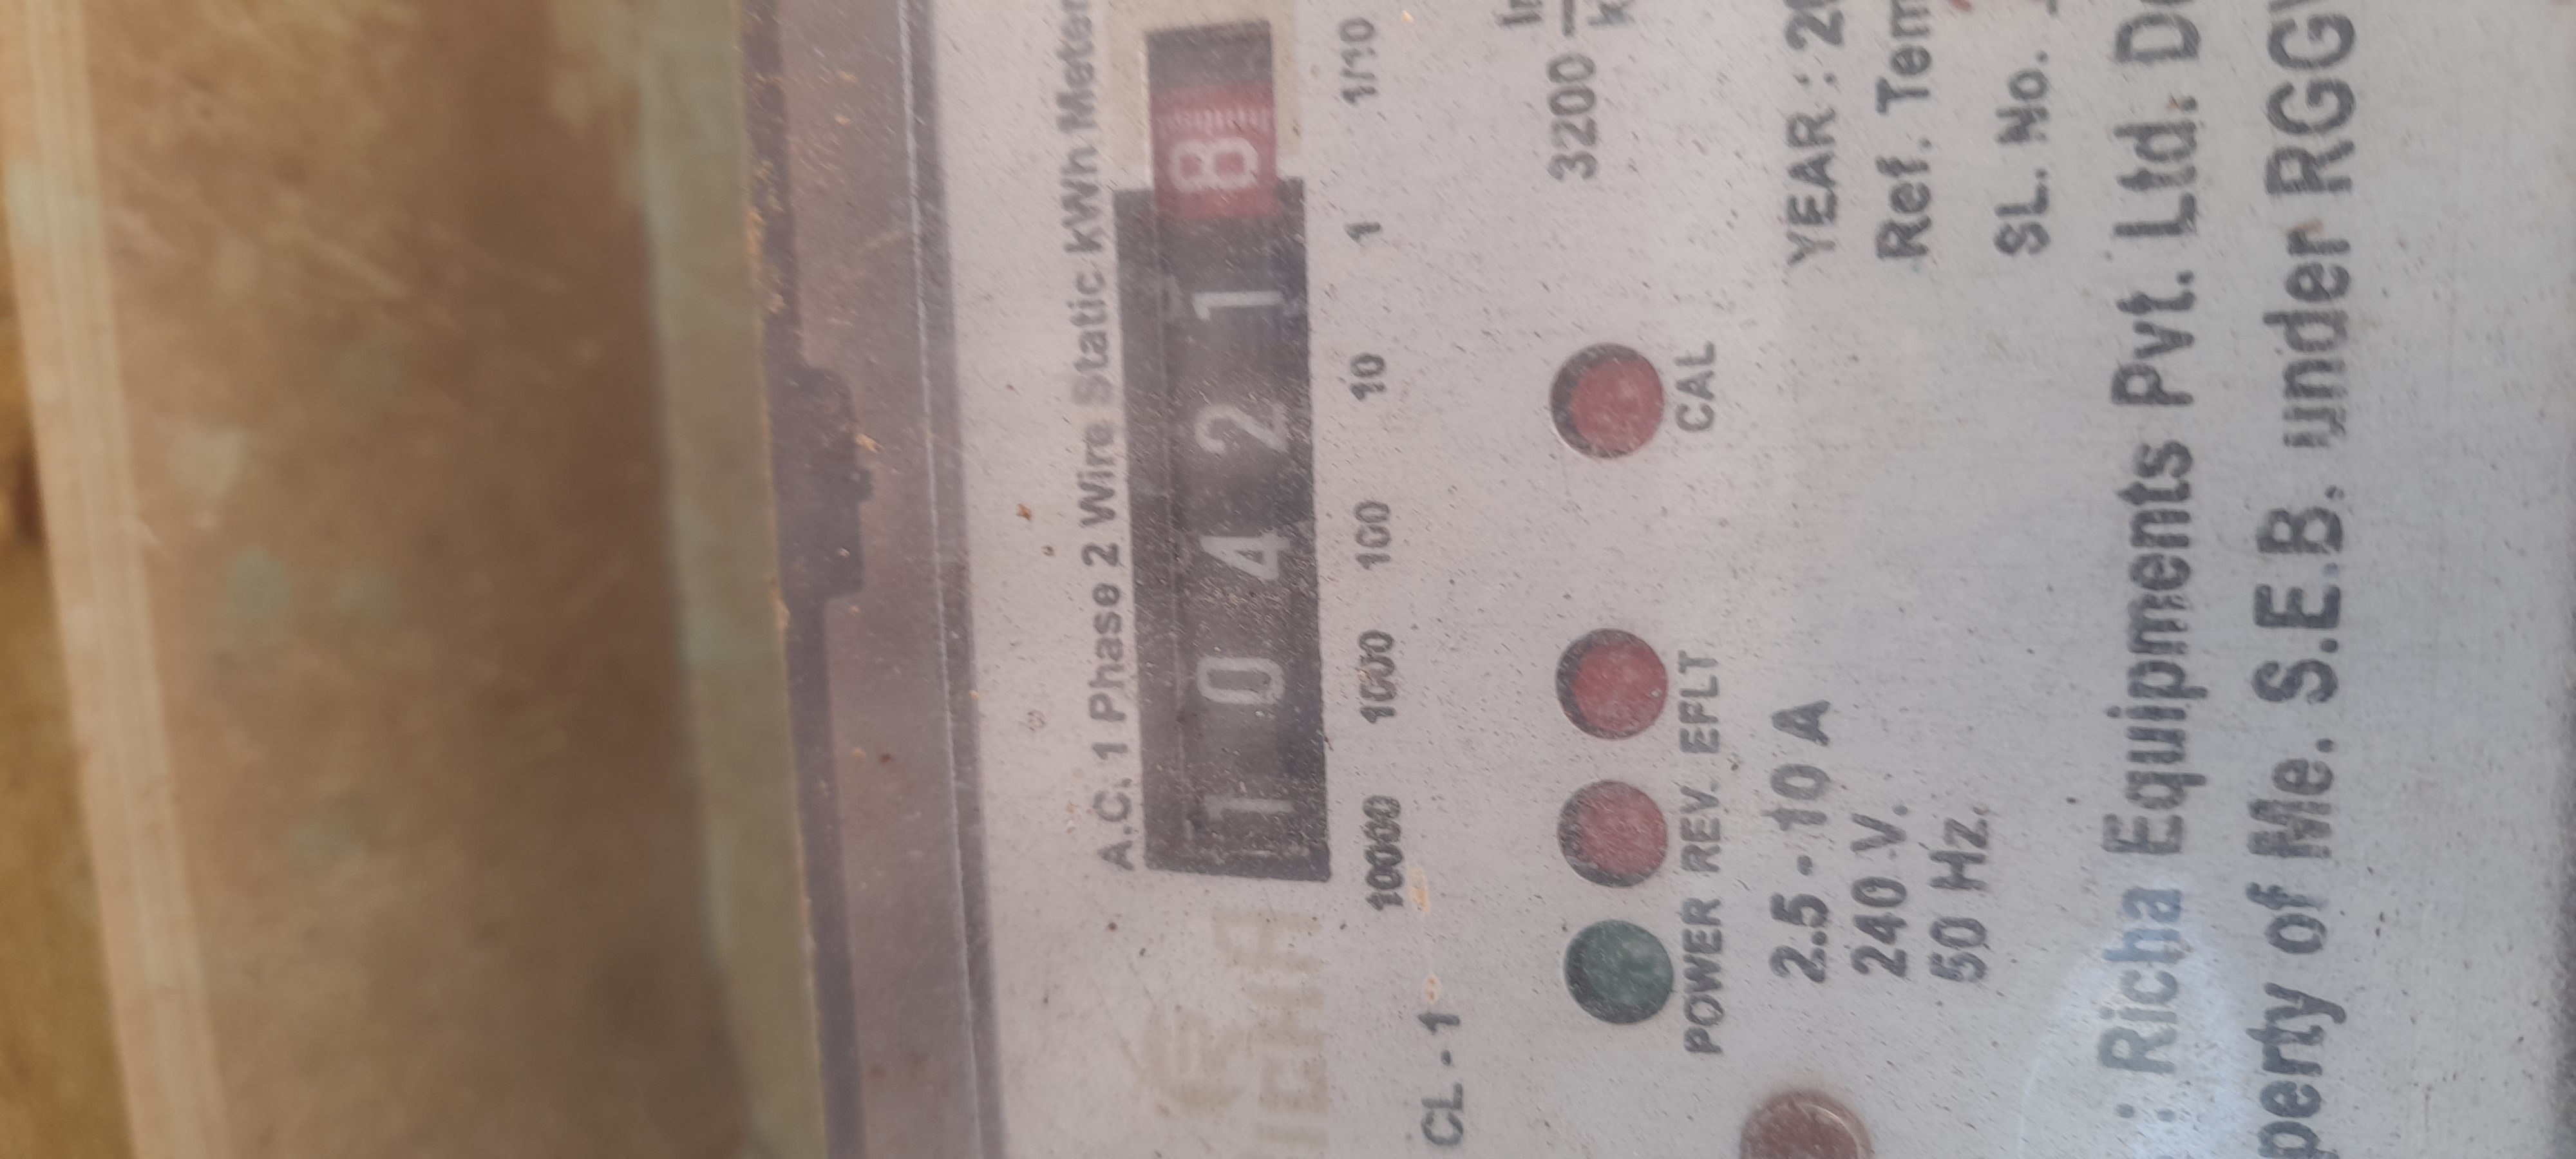 A.C. 1 Phase 2 Wire Static kWh Meter
1 0 4 2 1 8
10000 1000 100 10 1 1/10
CL - 1
3200
POWER REV. EFLT CAL
2.5 - 10 A
240 V.
50 Hz.
YEAR : 20
Ref. Tem
SL. No.
: Richa Equipments Pvt. Ltd. D
perty of Me. S.E.B. under RGG